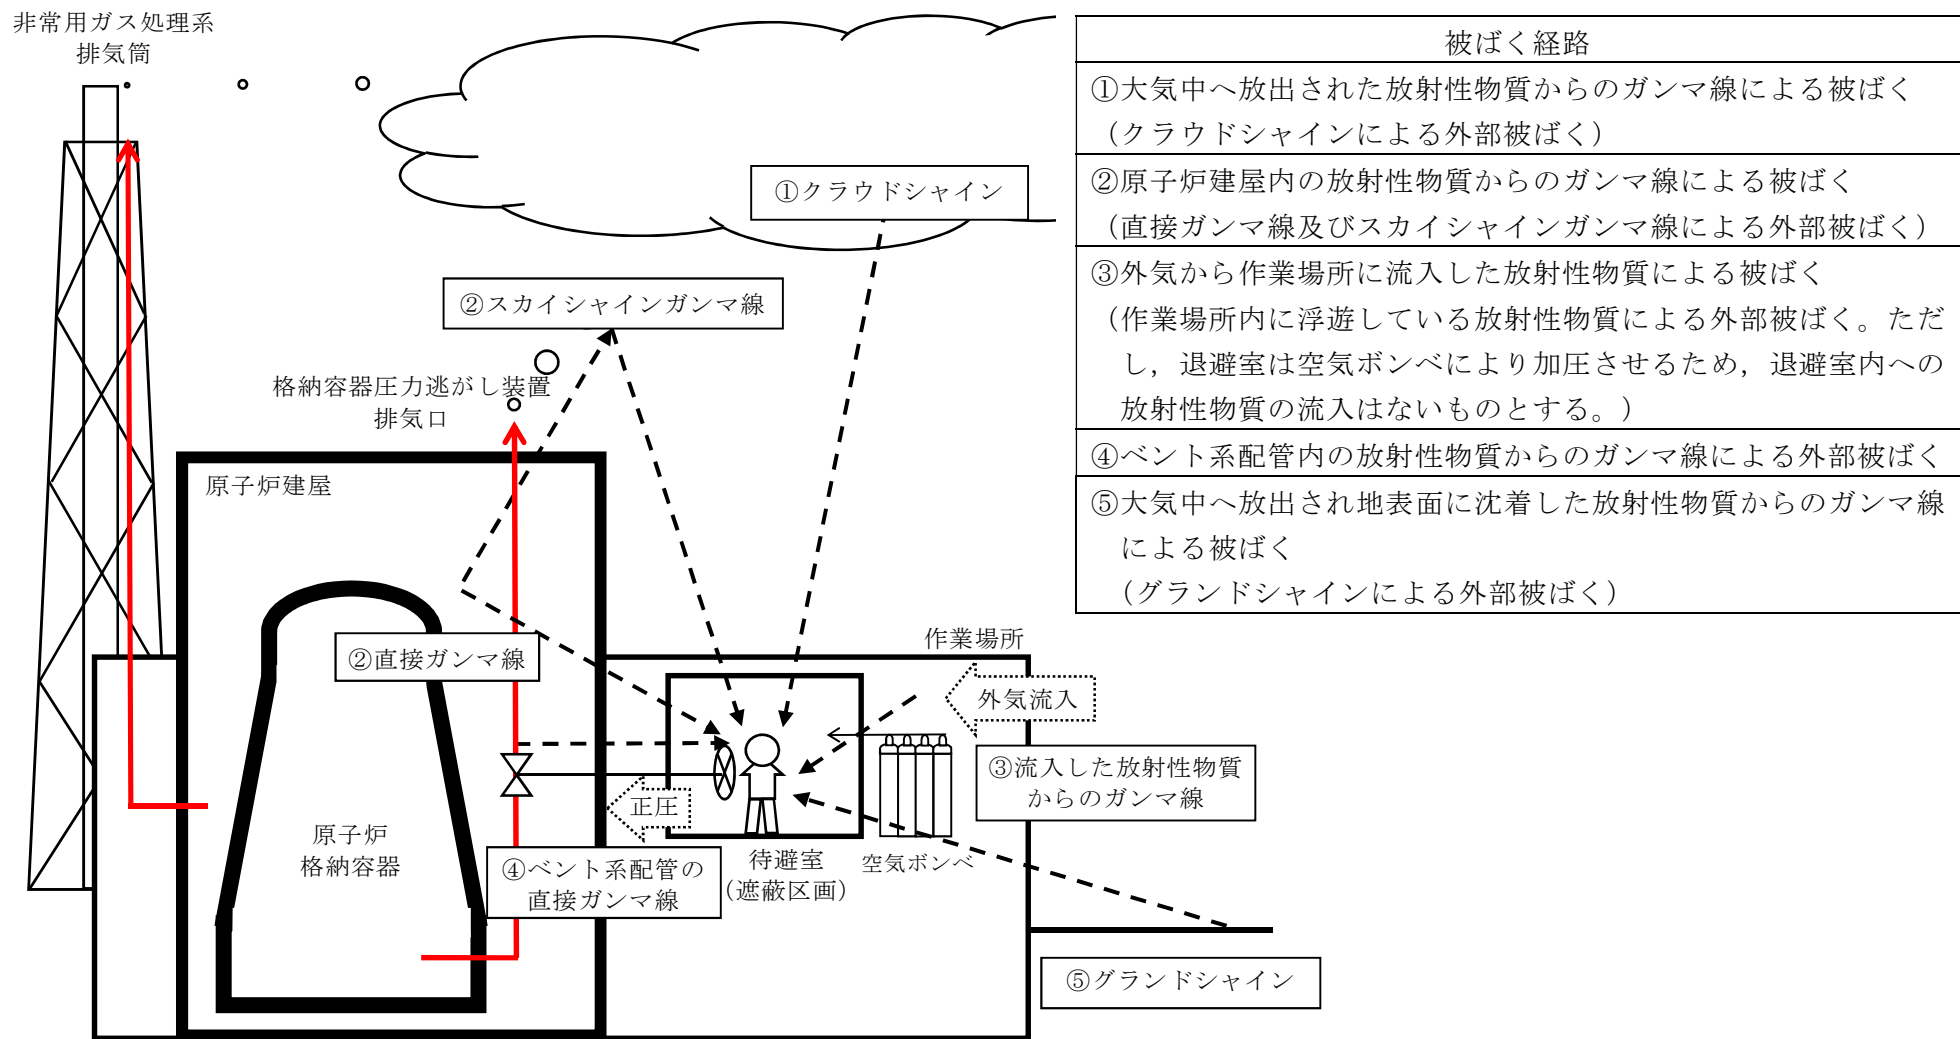 非常用ガス処理系
排気筒
①クラウドシャイン
②スカイシャインガンマ線
格納容器圧力逃がし装置
排気口
原子炉建屋
②直接ガンマ線
作業場所
外気流入
③流入した放射性物質
からのガンマ線
正圧
原子炉
格納容器
④ベント系配管の
直接ガンマ線
待避室
(遮蔽区画)
空気ボンベ
⑤グランドシャイン
被ばく経路
①大気中へ放出された放射性物質からのガンマ線による被ばく
（クラウドシャインによる外部被ばく）
②原子炉建屋内の放射性物質からのガンマ線による被ばく
（直接ガンマ線及びスカイシャインガンマ線による外部被ばく）
③外気から作業場所に流入した放射性物質による被ばく
（作業場所内に浮遊している放射性物質による外部被ばく。ただ
し，退避室は空気ボンベにより加圧させるため，退避室内への
放射性物質の流入はないものとする。）
④ベント系配管内の放射性物質からのガンマ線による外部被ばく
⑤大気中へ放出され地表面に沈着した放射性物質からのガンマ線
による被ばく
（グランドシャインによる外部被ばく）